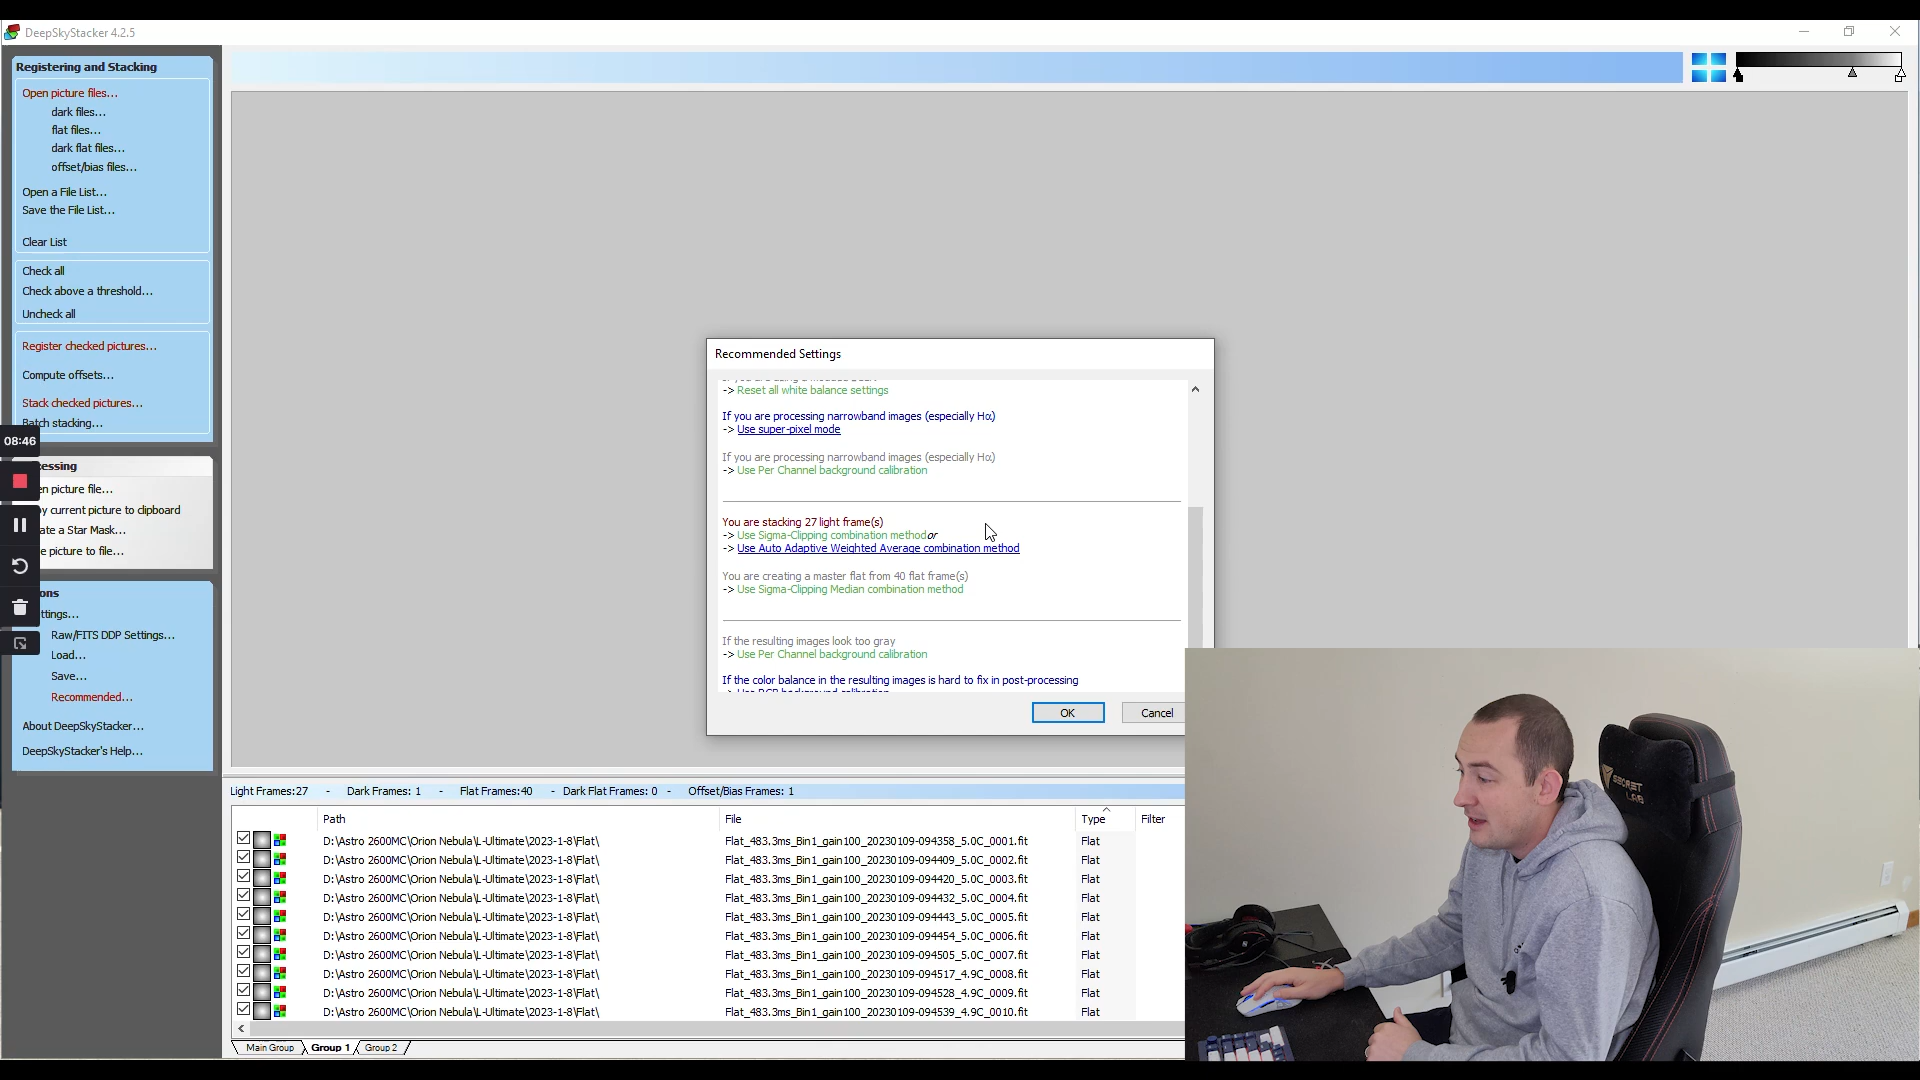 DeepSkyStacker 4.2.5
Registering and Stacking
Open picture files...
dark files...
flat files...
dark flat files...
offset/bias files...
Open a File List...
Save the File List...
Clear List
Check all
Check above a threshold...
Uncheck all
Register checked pictures...
Compute offsets...
Stack checked pictures...
Batch stacking...
08:46
essing
en picture file...
y current picture to clipboard
ate a Star Mask...
e picture to file...
ons
ttings...
Raw/FITS DDP Settings...
Load...
Save...
Recommended...
About DeepSkyStacker...
DeepSkyStacker's Help...
Recommended Settings
-> Reset all white balance settings
If you are processing narrowband images (especially Hα)
-> Use super-pixel mode
If you are processing narrowband images (especially Hα)
-> Use Per Channel background calibration
You are stacking 27 light frame(s)
-> Use Sigma-Clipping combination method or
-> Use Auto Adaptive Weighted Average combination method
You are creating a master flat from 40 flat frame(s)
-> Use Sigma-Clipping Median combination method
If the resulting images look too gray
-> Use Per Channel background calibration
If the color balance in the resulting images is hard to fix in post-processing
OK
Cancel
Light Frames:27 - Dark Frames: 1 - Flat Frames:40 - Dark Flat Frames: 0 - Offset/Bias Frames: 1
Path File Type Filter
D:\Astro 2600MC\Orion Nebula\L-Ultimate\2023-1-8\Flat\ Flat_483.3ms_Bin1_gain100_20230109-094358_5.0C_0001.fit Flat
D:\Astro 2600MC\Orion Nebula\L-Ultimate\2023-1-8\Flat\ Flat_483.3ms_Bin1_gain100_20230109-094409_5.0C_0002.fit Flat
D:\Astro 2600MC\Orion Nebula\L-Ultimate\2023-1-8\Flat\ Flat_483.3ms_Bin1_gain100_20230109-094420_5.0C_0003.fit Flat
D:\Astro 2600MC\Orion Nebula\L-Ultimate\2023-1-8\Flat\ Flat_483.3ms_Bin1_gain100_20230109-094432_5.0C_0004.fit Flat
D:\Astro 2600MC\Orion Nebula\L-Ultimate\2023-1-8\Flat\ Flat_483.3ms_Bin1_gain100_20230109-094443_5.0C_0005.fit Flat
D:\Astro 2600MC\Orion Nebula\L-Ultimate\2023-1-8\Flat\ Flat_483.3ms_Bin1_gain100_20230109-094454_5.0C_0006.fit Flat
D:\Astro 2600MC\Orion Nebula\L-Ultimate\2023-1-8\Flat\ Flat_483.3ms_Bin1_gain100_20230109-094505_5.0C_0007.fit Flat
D:\Astro 2600MC\Orion Nebula\L-Ultimate\2023-1-8\Flat\ Flat_483.3ms_Bin1_gain100_20230109-094517_4.9C_0008.fit Flat
D:\Astro 2600MC\Orion Nebula\L-Ultimate\2023-1-8\Flat\ Flat_483.3ms_Bin1_gain100_20230109-094528_4.9C_0009.fit Flat
D:\Astro 2600MC\Orion Nebula\L-Ultimate\2023-1-8\Flat\ Flat_483.3ms_Bin1_gain100_20230109-094539_4.9C_0010.fit Flat
Main Group Group 1 Group 2
SECRET
LAB